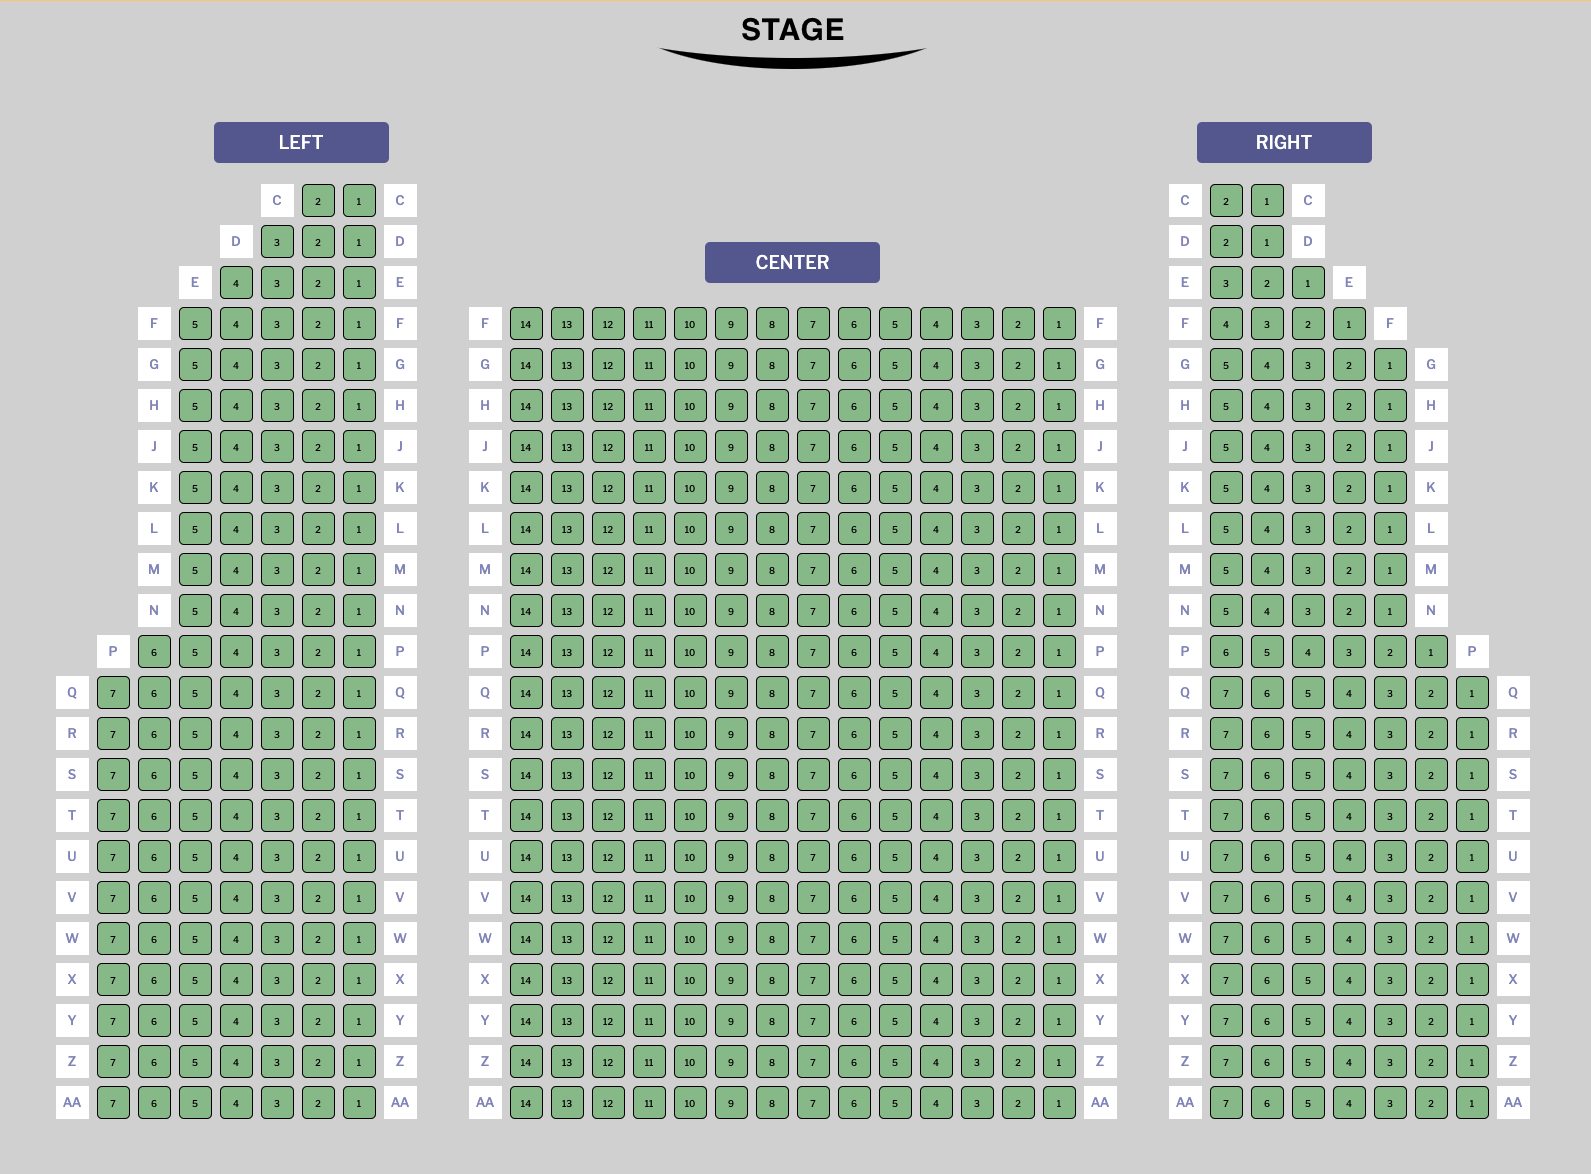 STAGE
LEFT RIGHT
C 2 1 C C 2 1 C
D 3 2 1 D D 2 1 D
CENTER
E 4 3 2 1 E E 3 2 1 E
F 5 4 3 2 1 F F 14 13 12 11 10 9 8 7 6 5 4 3 2 1 F F 4 3 2 1 F
G 5 4 3 2 1 G G 14 13 12 11 10 9 8 7 6 5 4 3 2 1 G G 5 4 3 2 1 G
H 5 4 3 2 1 H H 14 13 12 11 10 9 8 7 6 5 4 3 2 1 H H 5 4 3 2 1 H
J 5 4 3 2 1 J J 14 13 12 11 10 9 8 7 6 5 4 3 2 1 J J 5 4 3 2 1 J
K 5 4 3 2 1 K K 14 13 12 11 10 9 8 7 6 5 4 3 2 1 K K 5 4 3 2 1 K
L 5 4 3 2 1 L L 14 13 12 11 10 9 8 7 6 5 4 3 2 1 L L 5 4 3 2 1 L
M 5 4 3 2 1 M M 14 13 12 11 10 9 8 7 6 5 4 3 2 1 M M 5 4 3 2 1 M
N 5 4 3 2 1 N N 14 13 12 11 10 9 8 7 6 5 4 3 2 1 N N 5 4 3 2 1 N
P 6 5 4 3 2 1 P P 14 13 12 11 10 9 8 7 6 5 4 3 2 1 P P 6 5 4 3 2 1 P
Q 7 6 5 4 3 2 1 Q Q 14 13 12 11 10 9 8 7 6 5 4 3 2 1 Q Q 7 6 5 4 3 2 1 Q
R 7 6 5 4 3 2 1 R R 14 13 12 11 10 9 8 7 6 5 4 3 2 1 R R 7 6 5 4 3 2 1 R
S 7 6 5 4 3 2 1 S S 14 13 12 11 10 9 8 7 6 5 4 3 2 1 S S 7 6 5 4 3 2 1 S
T 7 6 5 4 3 2 1 T T 14 13 12 11 10 9 8 7 6 5 4 3 2 1 T T 7 6 5 4 3 2 1 T
U 7 6 5 4 3 2 1 U U 14 13 12 11 10 9 8 7 6 5 4 3 2 1 U U 7 6 5 4 3 2 1 U
V 7 6 5 4 3 2 1 V V 14 13 12 11 10 9 8 7 6 5 4 3 2 1 V V 7 6 5 4 3 2 1 V
W 7 6 5 4 3 2 1 W W 14 13 12 11 10 9 8 7 6 5 4 3 2 1 W W 7 6 5 4 3 2 1 W
X 7 6 5 4 3 2 1 X X 14 13 12 11 10 9 8 7 6 5 4 3 2 1 X X 7 6 5 4 3 2 1 X
Y 7 6 5 4 3 2 1 Y Y 14 13 12 11 10 9 8 7 6 5 4 3 2 1 Y Y 7 6 5 4 3 2 1 Y
Z 7 6 5 4 3 2 1 Z Z 14 13 12 11 10 9 8 7 6 5 4 3 2 1 Z Z 7 6 5 4 3 2 1 Z
AA 7 6 5 4 3 2 1 AA AA 14 13 12 11 10 9 8 7 6 5 4 3 2 1 AA AA 7 6 5 4 3 2 1 AA